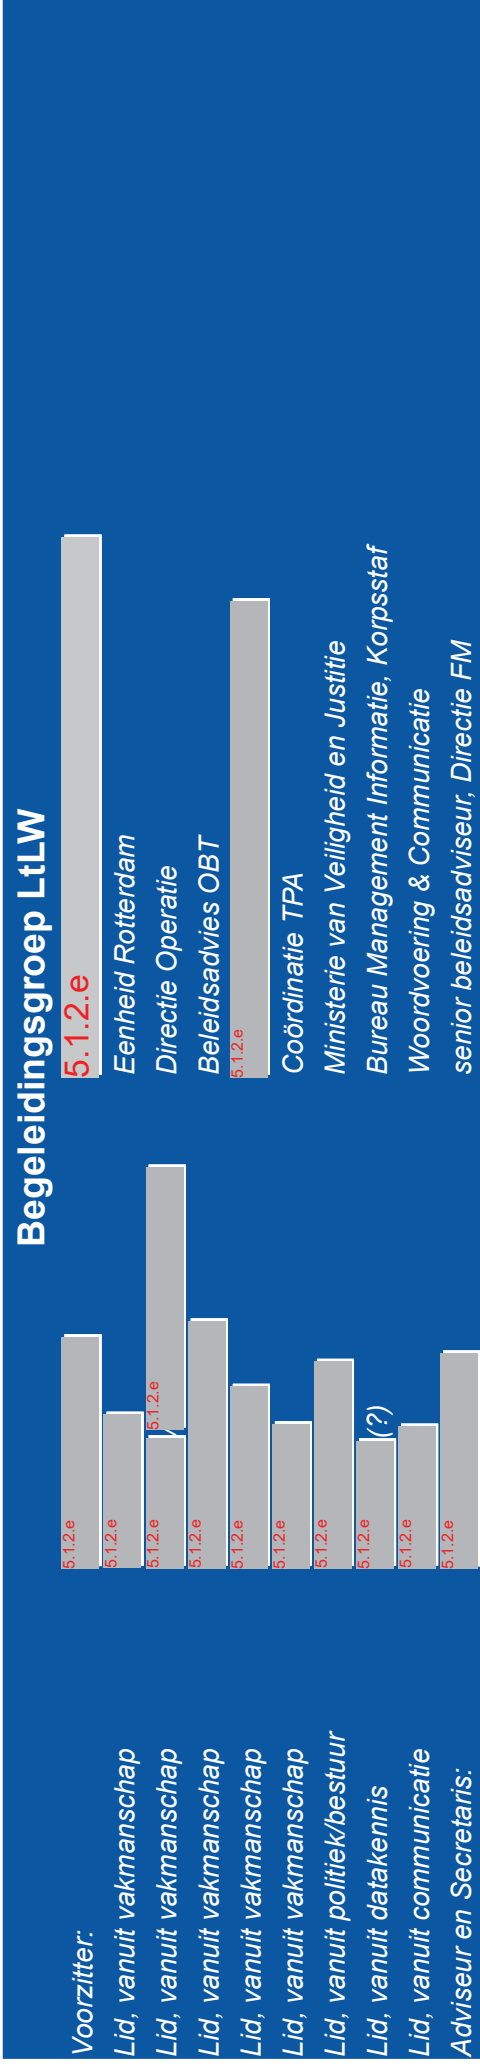 Begeleidingsgroep LtLW
Voorzitter: 5.1.2.e 5.1.2.e
Lid, vanuit vakmanschap 5.1.2.e Eenheid Rotterdam
Lid, vanuit vakmanschap 5.1.2.e 5.1.2.e Directie Operatie
Lid, vanuit vakmanschap 5.1.2.e Beleidsadvies OBT
Lid, vanuit vakmanschap 5.1.2.e 5.1.2.e
Lid, vanuit vakmanschap 5.1.2.e Coördinatie TPA
Lid, vanuit politiek/bestuur 5.1.2.e Ministerie van Veiligheid en Justitie
Lid, vanuit datakennis 5.1.2.e (?) Bureau Management Informatie, Korpsstaf
Lid, vanuit communicatie 5.1.2.e Woordvoering & Communicatie
Adviseur en Secretaris: 5.1.2.e senior beleidsadviseur, Directie FM